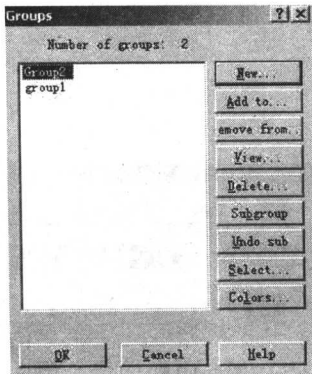 Groups
Number of groups: 2
Group2
group1
New...
Add to...
emove from..
View...
Delete...
Subgroup
Undo sub
Select...
Colors...
OK
Cancel
Help